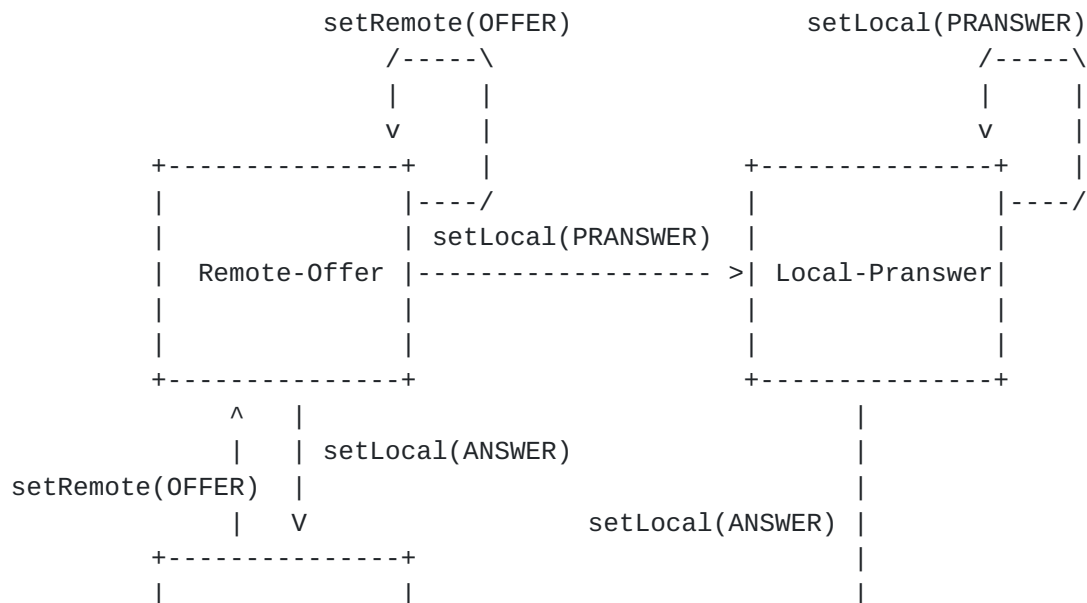 setRemote(OFFER) setLocal(PRANSWER)
/-----\ /-----\
| | | |
v | v |
+---------------+ | +---------------+ |
| |----/ | |----/
| | setLocal(PRANSWER) | |
| Remote-Offer |------------------- >| Local-Pranswer|
| | | |
| | | |
+---------------+ +---------------+
^ | |
| | setLocal(ANSWER) |
setRemote(OFFER) | |
| V setLocal(ANSWER) |
+---------------+ |
| | |